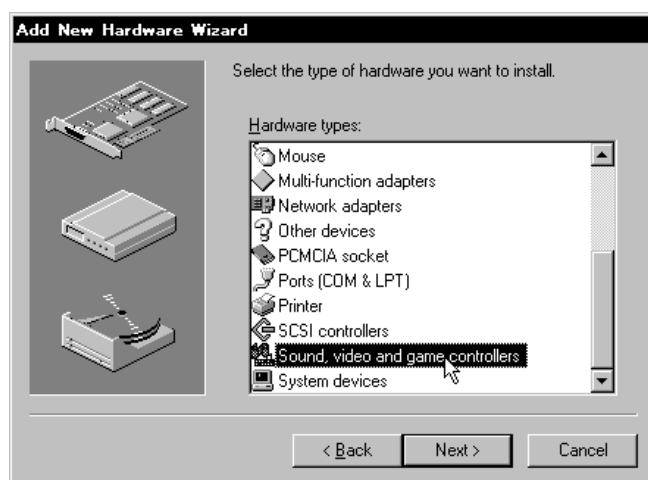 Add New Hardware Wizard
Select the type of hardware you want to install.
Hardware types:
Mouse
Multi-function adapters
Network adapters
Other devices
PCMCIA socket
Ports (COM & LPT)
Printer
SCSI controllers
Sound, video and game controllers
System devices
< Back Next > Cancel